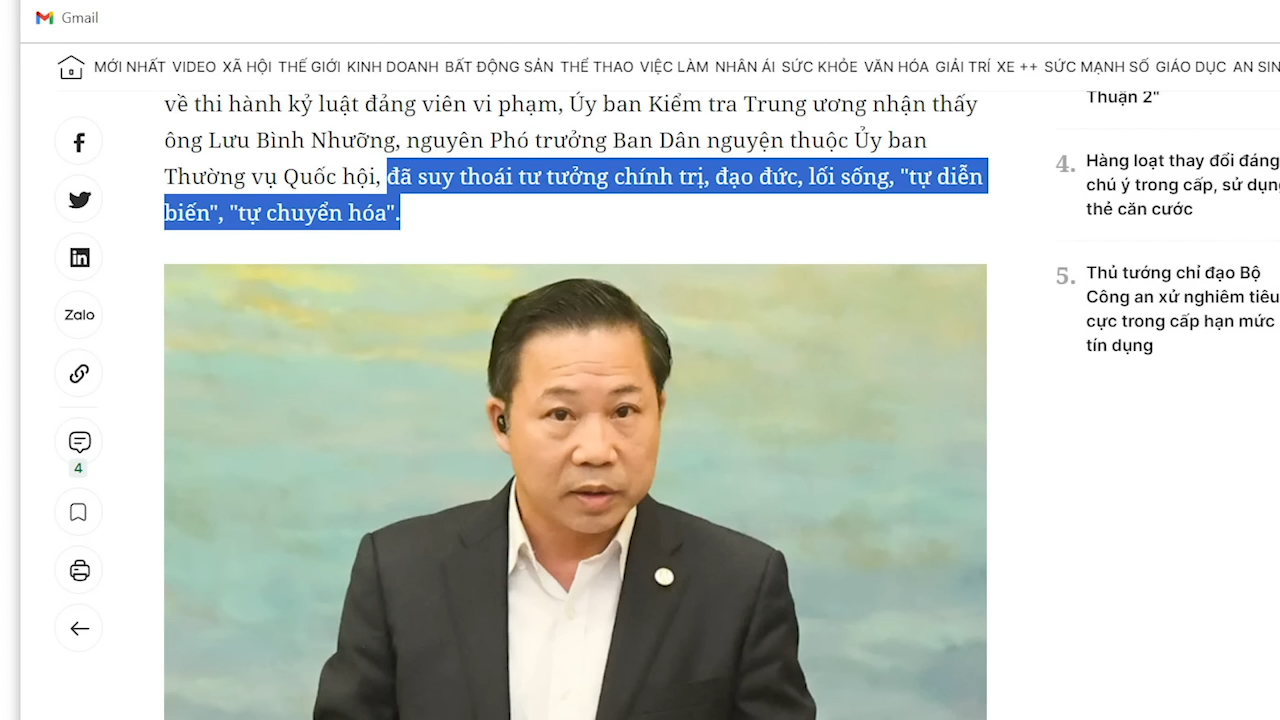 Gmail
MỚI NHẤT VIDEO XÃ HỘI THẾ GIỚI KINH DOANH BẤT ĐỘNG SẢN THỂ THAO VIỆC LÀM NHÂN ÁI SỨC KHỎE VĂN HÓA GIẢI TRÍ XE ++ SỨC MẠNH SỐ GIÁO DỤC AN SIN
về thi hành kỷ luật đảng viên vi phạm, Ủy ban Kiểm tra Trung ương nhận thấy
ông Lưu Bình Nhưỡng, nguyên Phó trưởng Ban Dân nguyện thuộc Ủy ban
Thường vụ Quốc hội, đã suy thoái tư tưởng chính trị, đạo đức, lối sống, "tự diễn
biến", "tự chuyển hóa".
Zalo
4
Thuận 2"
4. Hàng loạt thay đổi đáng
chú ý trong cấp, sử dụng
thẻ căn cước
5. Thủ tướng chỉ đạo Bộ
Công an xử nghiêm tiêu
cực trong cấp hạn mức
tín dụng